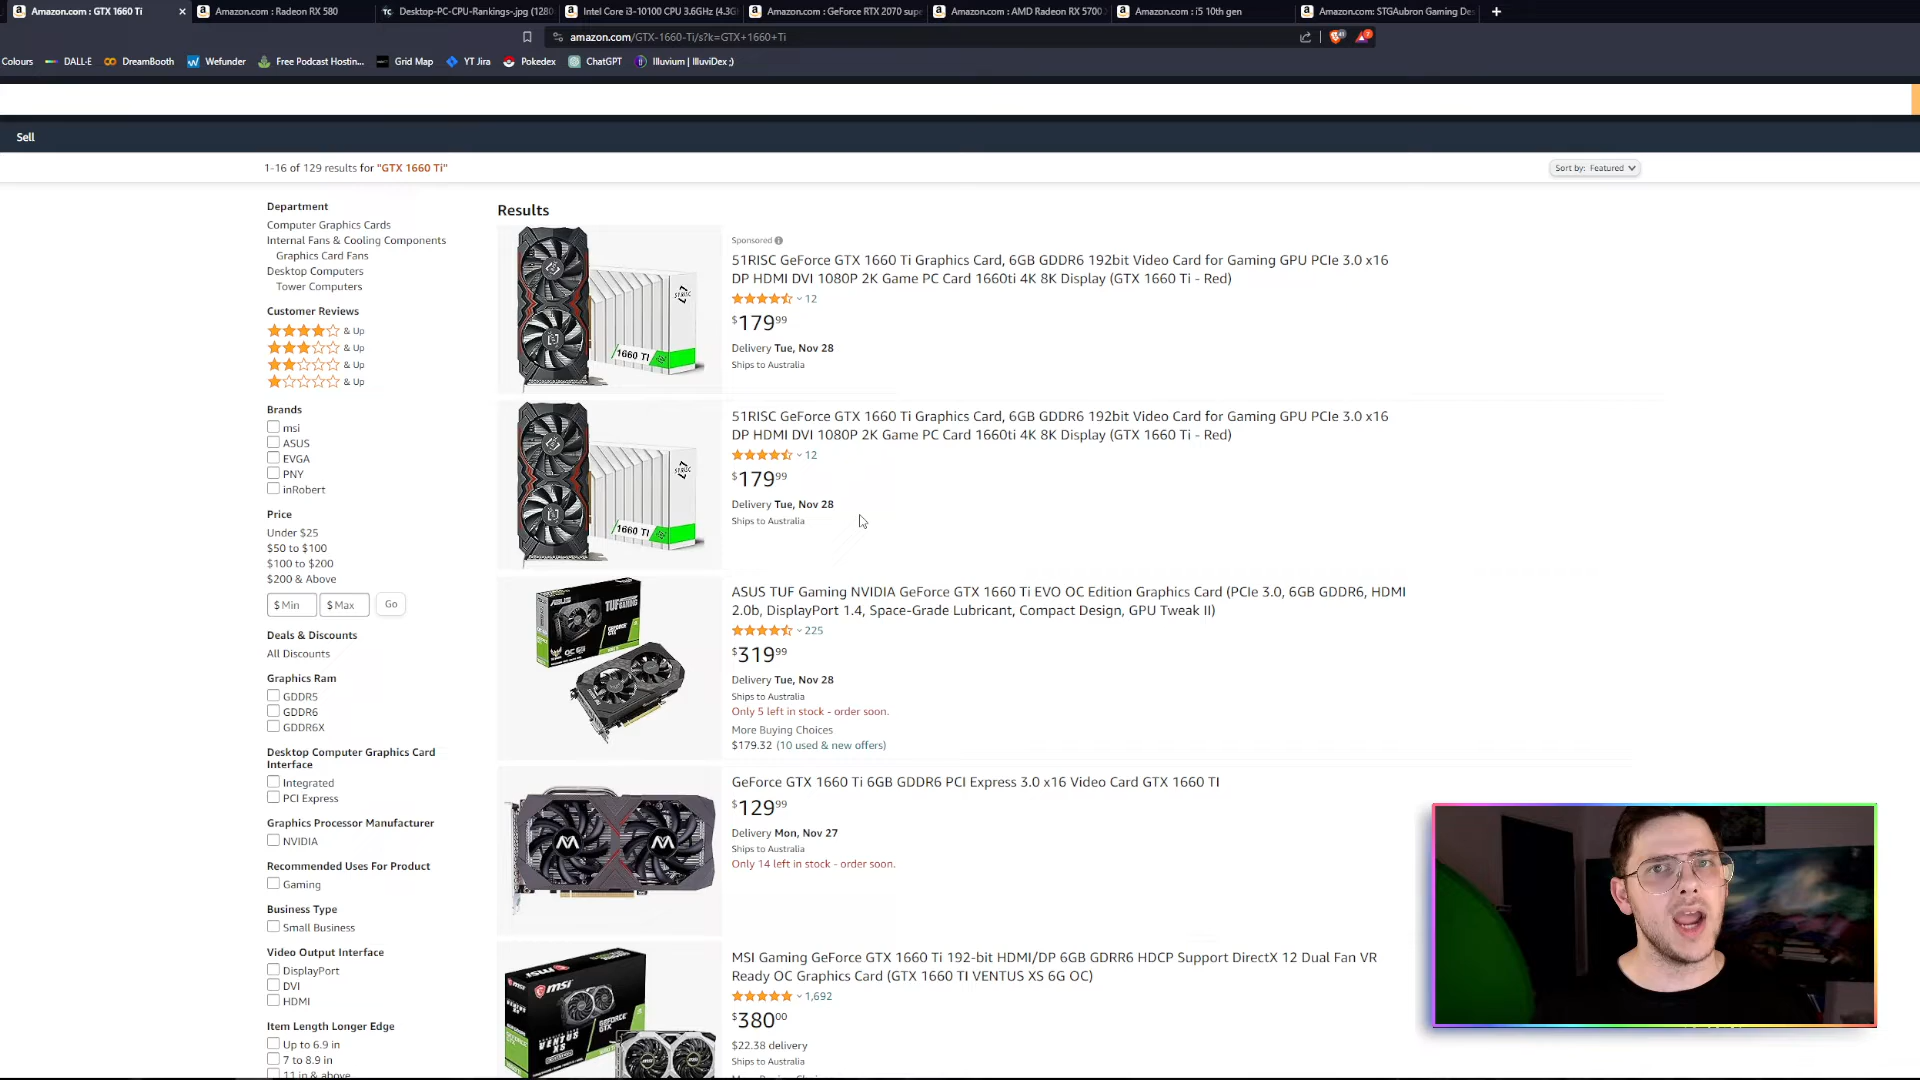 Amazon.com : GTX 1660 Ti
Amazon.com : Radeon RX 580
Desktop-PC-CPU-Rankings-.jpg (1280
Intel Core i3-10100 CPU 3.6GHz (4.3G
Amazon.com : GeForce RTX 2070 supe
Amazon.com : AMD Radeon RX 5700
Amazon.com : i5 10th gen
Amazon.com: STGAubron Gaming De
amazon.com/GTX-1660-Ti/s?k=GTX+1660+Ti
Colours
DALL·E
DreamBooth
Wefunder
Free Podcast Hostin...
Grid Map
YT Jira
Pokedex
ChatGPT
Illuvium | IlluviDex ;)
Sell
1-16 of 129 results for "GTX 1660 Ti"
Sort by: Featured
Department
Computer Graphics Cards
Internal Fans & Cooling Components
Graphics Card Fans
Desktop Computers
Tower Computers
Customer Reviews
& Up
& Up
& Up
& Up
Brands
msi
ASUS
EVGA
PNY
inRobert
Price
Under $25
$50 to $100
$100 to $200
$200 & Above
$ Min
$ Max
Go
Deals & Discounts
All Discounts
Graphics Ram
GDDR5
GDDR6
GDDR6X
Desktop Computer Graphics Card
Interface
Integrated
PCI Express
Graphics Processor Manufacturer
NVIDIA
Recommended Uses For Product
Gaming
Business Type
Small Business
Video Output Interface
DisplayPort
DVI
HDMI
Item Length Longer Edge
Up to 6.9 in
7 to 8.9 in
11 in & above
Results
Sponsored
51RISC GeForce GTX 1660 Ti Graphics Card, 6GB GDDR6 192bit Video Card for Gaming GPU PCIe 3.0 x16
DP HDMI DVI 1080P 2K Game PC Card 1660ti 4K 8K Display (GTX 1660 Ti - Red)
12
$179.99
Delivery Tue, Nov 28
Ships to Australia
1660 TI
51RISC GeForce GTX 1660 Ti Graphics Card, 6GB GDDR6 192bit Video Card for Gaming GPU PCIe 3.0 x16
DP HDMI DVI 1080P 2K Game PC Card 1660ti 4K 8K Display (GTX 1660 Ti - Red)
12
$179.99
Delivery Tue, Nov 28
Ships to Australia
1660 TI
ASUS TUF Gaming NVIDIA GeForce GTX 1660 Ti EVO OC Edition Graphics Card (PCIe 3.0, 6GB GDDR6, HDMI
2.0b, DisplayPort 1.4, Space-Grade Lubricant, Compact Design, GPU Tweak II)
225
$319.99
Delivery Tue, Nov 28
Ships to Australia
Only 5 left in stock - order soon.
More Buying Choices
$179.32 (10 used & new offers)
GeForce GTX 1660 Ti 6GB GDDR6 PCI Express 3.0 x16 Video Card GTX 1660 TI
$129.99
Delivery Mon, Nov 27
Ships to Australia
Only 14 left in stock - order soon.
MSI Gaming GeForce GTX 1660 Ti 192-bit HDMI/DP 6GB GDRR6 HDCP Support DirectX 12 Dual Fan VR
Ready OC Graphics Card (GTX 1660 TI VENTUS XS 6G OC)
1,692
$380.00
$22.38 delivery
Ships to Australia
msi
VENTUS
XS